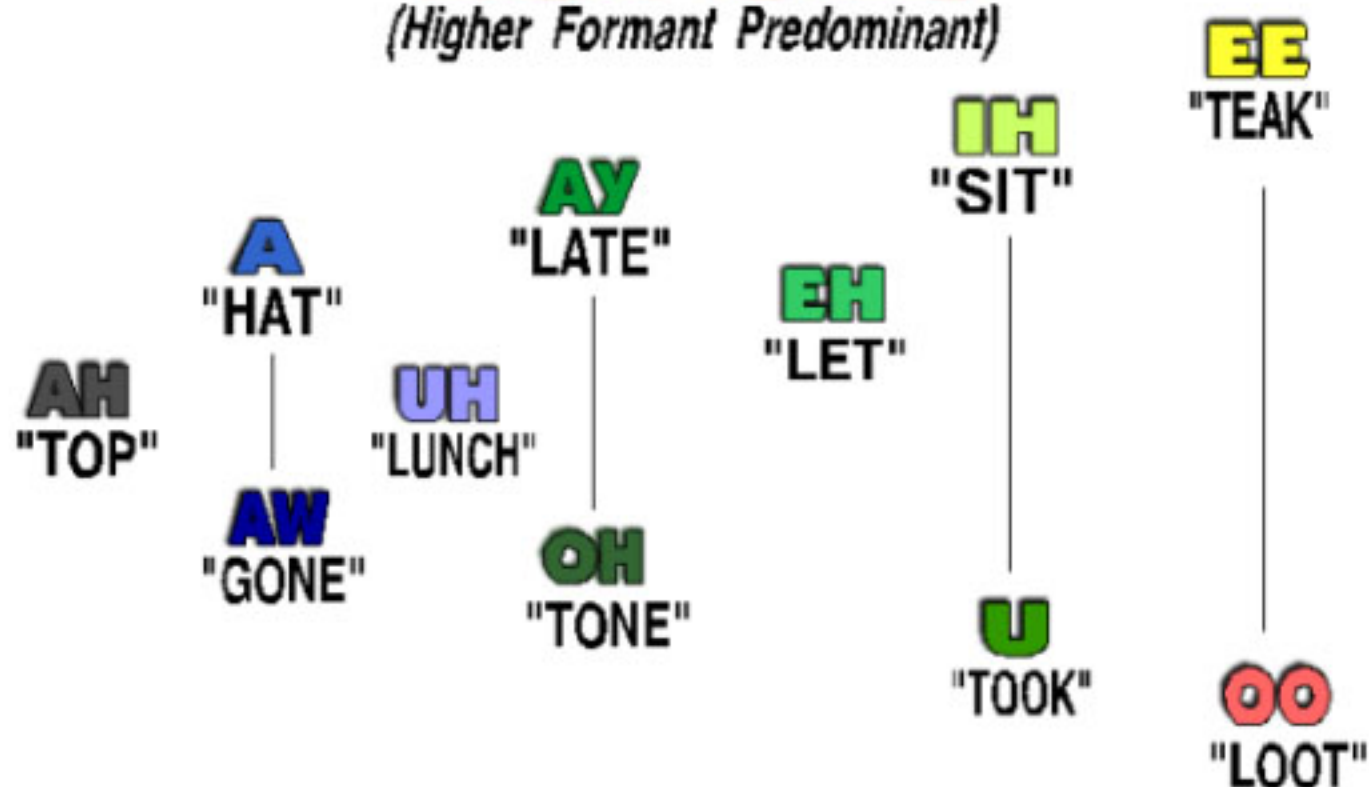 (Higher Formant Predominant)
EE
"TEAK"
IH
"SIT"
AY
"LATE"
A
"HAT"
EH
"LET"
AH
"TOP"
UH
"LUNCH"
AW
"GONE"
OH
"TONE"
U
"TOOK"
OO
"LOOT"